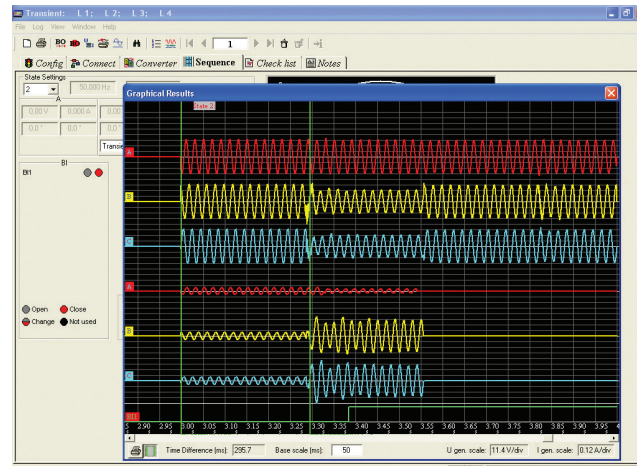 Transient: L 1; L 2; L 3; L 4
File Log View Window Help
1
Config Connect Converter Sequence Check list Notes
State Settings
2 50,000 Hz
A
0,00 V 0,000 A 0,00
0,0 ° 0,0 ° 0,0 °
Transie
BI
BI1
Open Close
Change Not used
Graphical Results
State 2
A
B
C
A
B
C
BI1
2.90 2.95 3.00 3.05 3.10 3.15 3.20 3.25 3.30 3.35 3.40 3.45 3.50 3.55 3.60 3.65 3.70 3.75 3.80 3.85 3.90 3.95 4
Time Difference (ms): 295.7 Base scale (ms): 50 U gen. scale: 11.4 V/div I gen. scale: 0.12 A/div